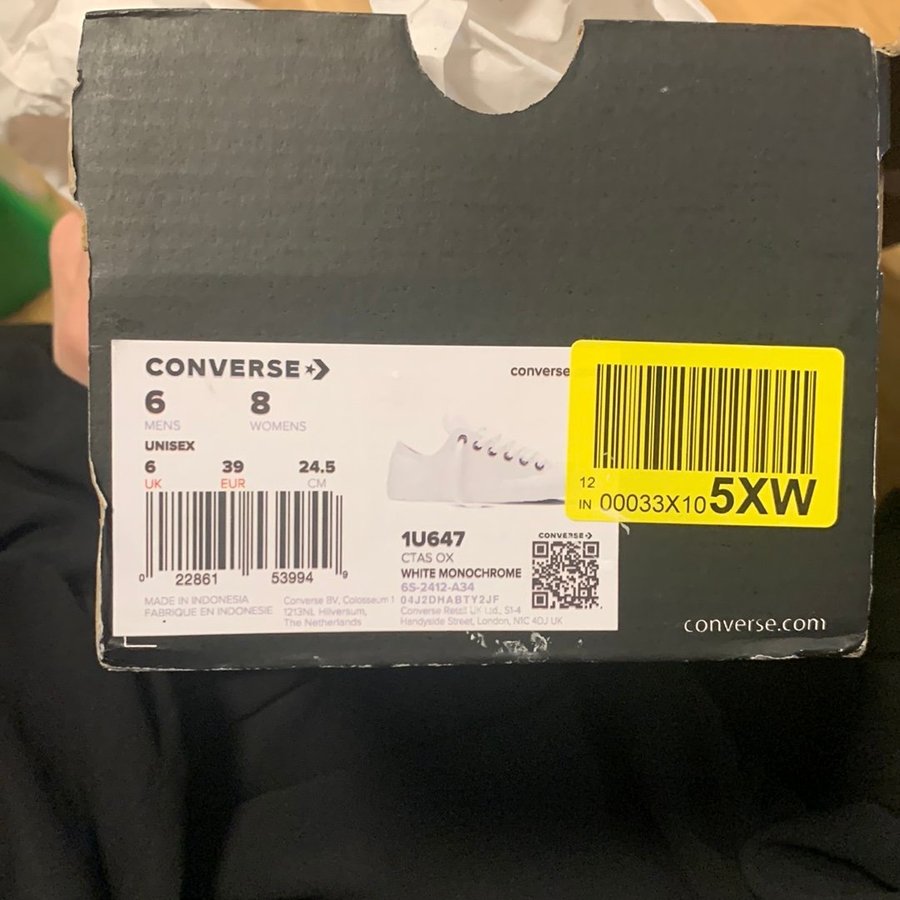 CONVERSE
converse
6 8
MENS WOMENS
UNISEX
6 39 24.5
UK EUR CM
0 22861 53994 9
MADE IN INDONESIA
FABRIQUE EN INDONESIE
Converse BV, Colosseum 1
1213NL Hilversum,
The Netherlands
1U647
CTAS OX
WHITE MONOCHROME
6S-2412-A34
04J2DHABTY2JF
Converse Retail UK Ltd., S1-4
Handyside Street, London, N1C 4DJ UK
CONVERSE
12
IN 00033X105XW
converse.com